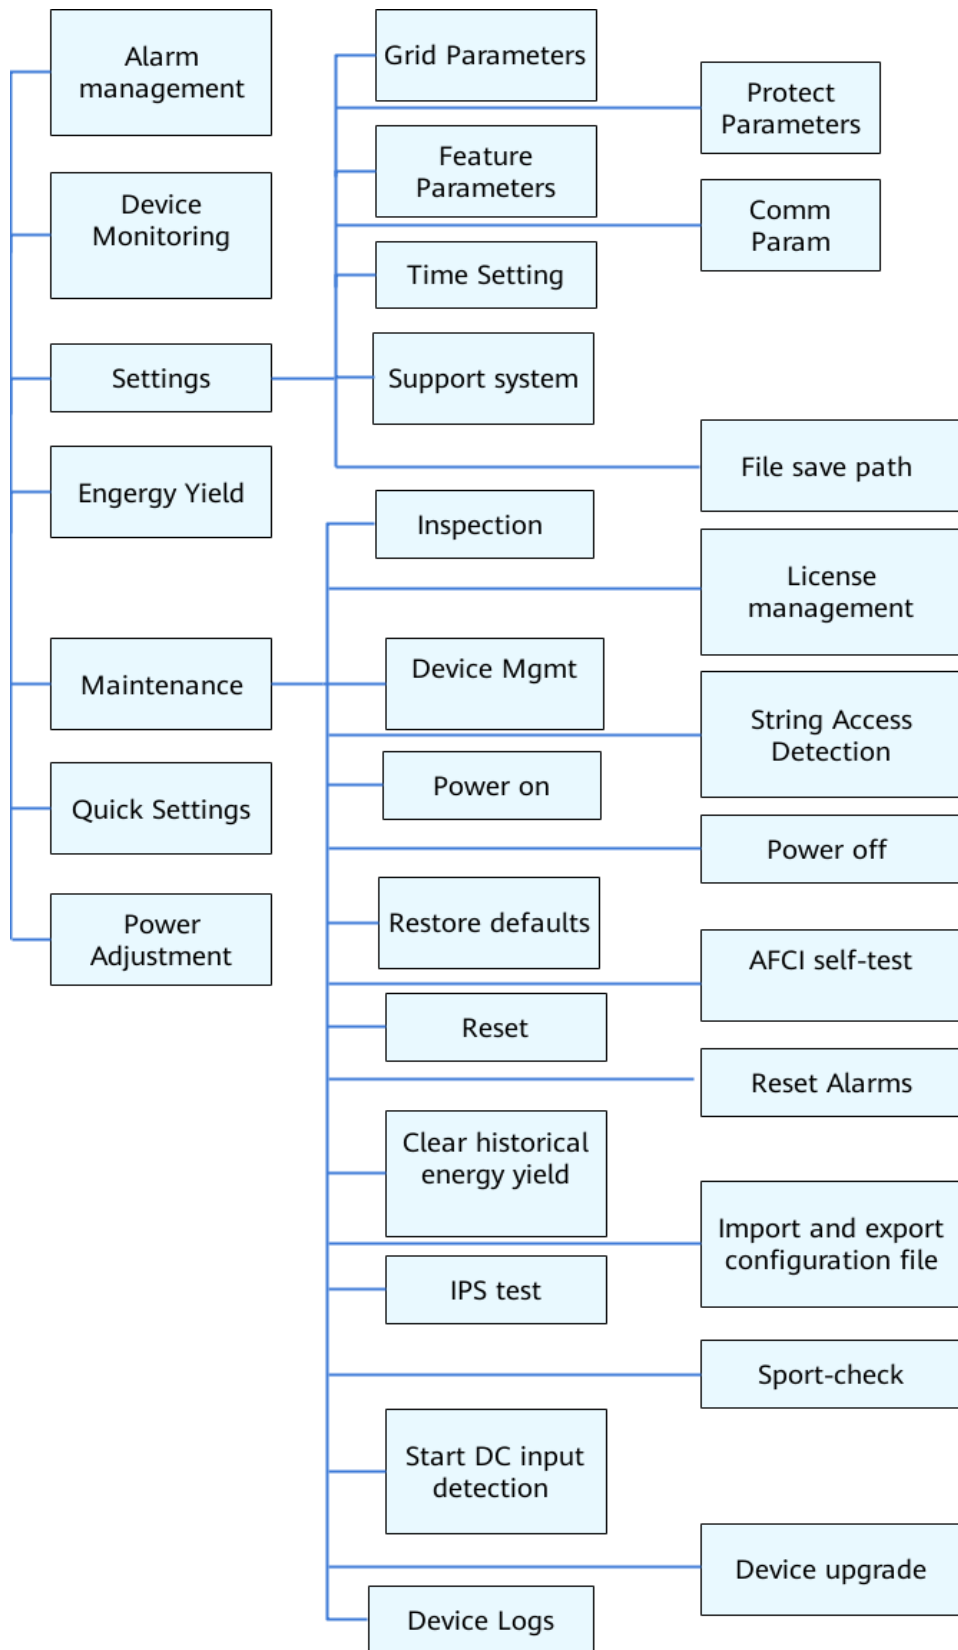 Alarm
management
Device
Monitoring
Settings
Engergy Yield
Maintenance
Quick Settings
Power
Adjustment
Grid Parameters
Protect
Parameters
Feature
Parameters
Comm
Param
Time Setting
Support system
File save path
Inspection
License
management
Device Mgmt
String Access
Detection
Power on
Power off
Restore defaults
AFCI self-test
Reset
Reset Alarms
Clear historical
energy yield
Import and export
configuration file
IPS test
Sport-check
Start DC input
detection
Device upgrade
Device Logs